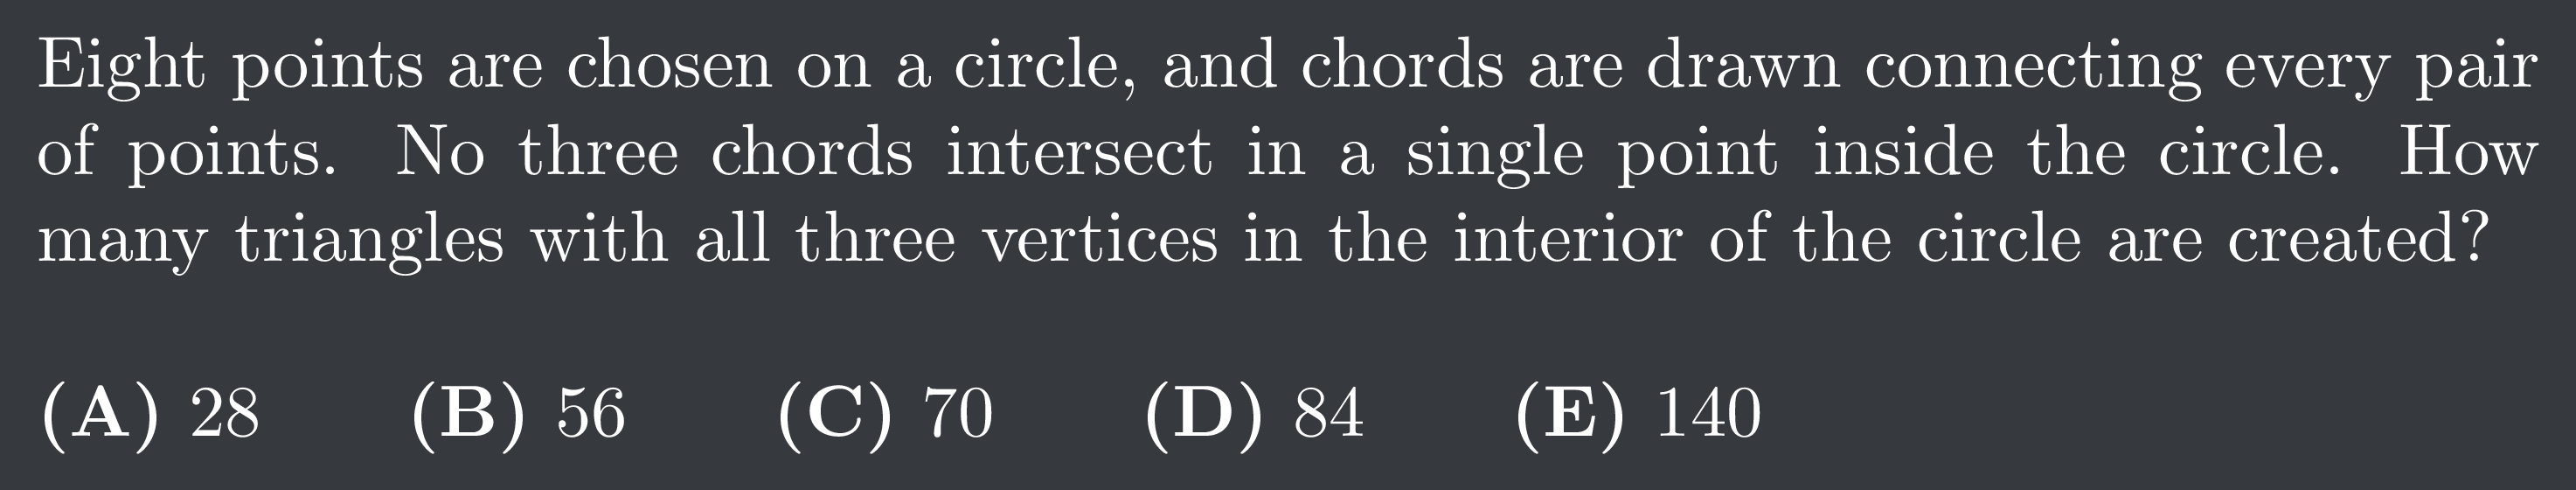 Eight points are chosen on a circle, and chords are drawn connecting every pair
of points. No three chords intersect in a single point inside the circle. How
many triangles with all three vertices in the interior of the circle are created?
(A) 28 (B) 56 (C) 70 (D) 84 (E) 140